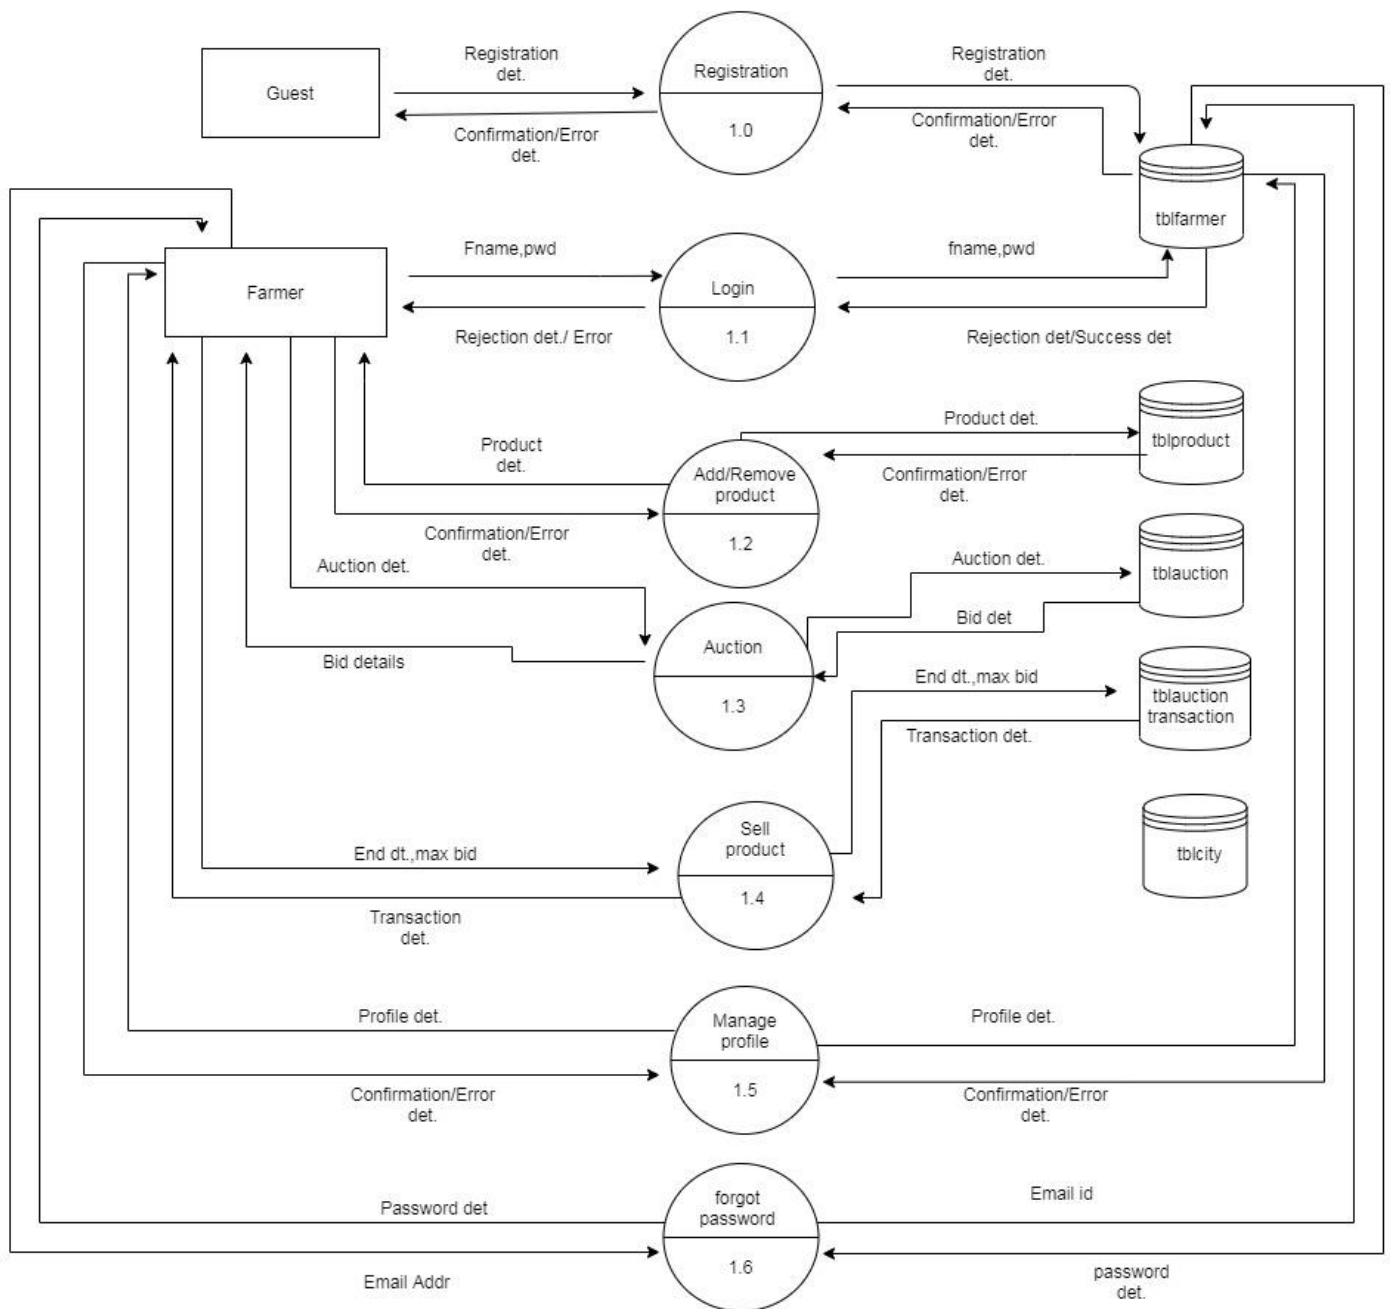 Registration
det.
Registration
det.
Registration
Guest
Confirmation/Error
det.
1.0
Confirmation/Error
det.
tblfarmer
Fname,pwd
fname,pwd
Login
Farmer
Rejection det./ Error
1.1
Rejection det/Success det
Product det.
Product
det.
tblproduct
Add/Remove
product
Confirmation/Error
det.
Confirmation/Error
det.
1.2
Auction det.
Auction det.
tblauction
Bid det
Auction
Bid details
End dt.,max bid
1.3
tblauction
transaction
Transaction det.
Sell
product
End dt.,max bid
tblcity
1.4
Transaction
det.
Profile det.
Manage
profile
Profile det.
Confirmation/Error
det.
1.5
Confirmation/Error
det.
Password det
forgot
password
Email id
1.6
Email Addr
password
det.